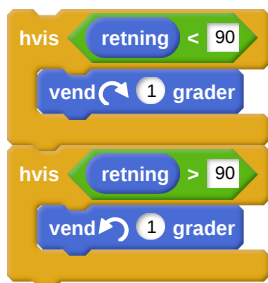 hvis retning < 90
vend 1 grader
hvis retning > 90
vend 1 grader